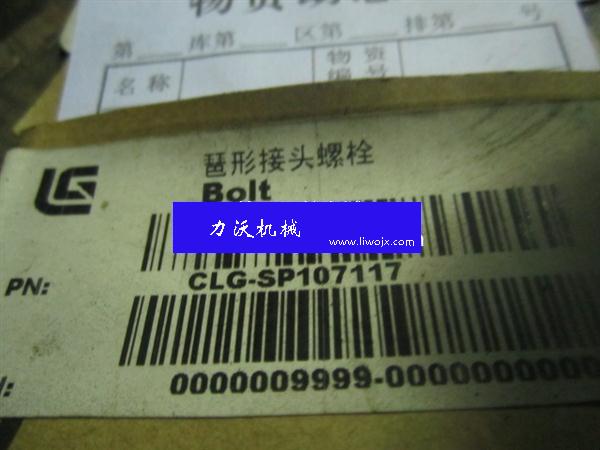 第 库第 区第 排第 号
名称
物资
编号
琶形接头螺栓
Bolt
力沃机械
www.liwojx.com
PN:
CLG-SP107117
0000009999-0000000000